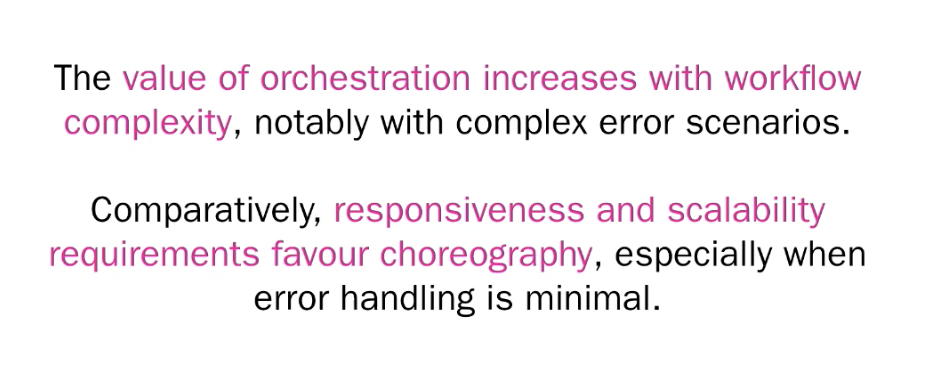 The value of orchestration increases with workflow
complexity, notably with complex error scenarios.
Comparatively, responsiveness and scalability
requirements favour choreography, especially when
error handling is minimal.